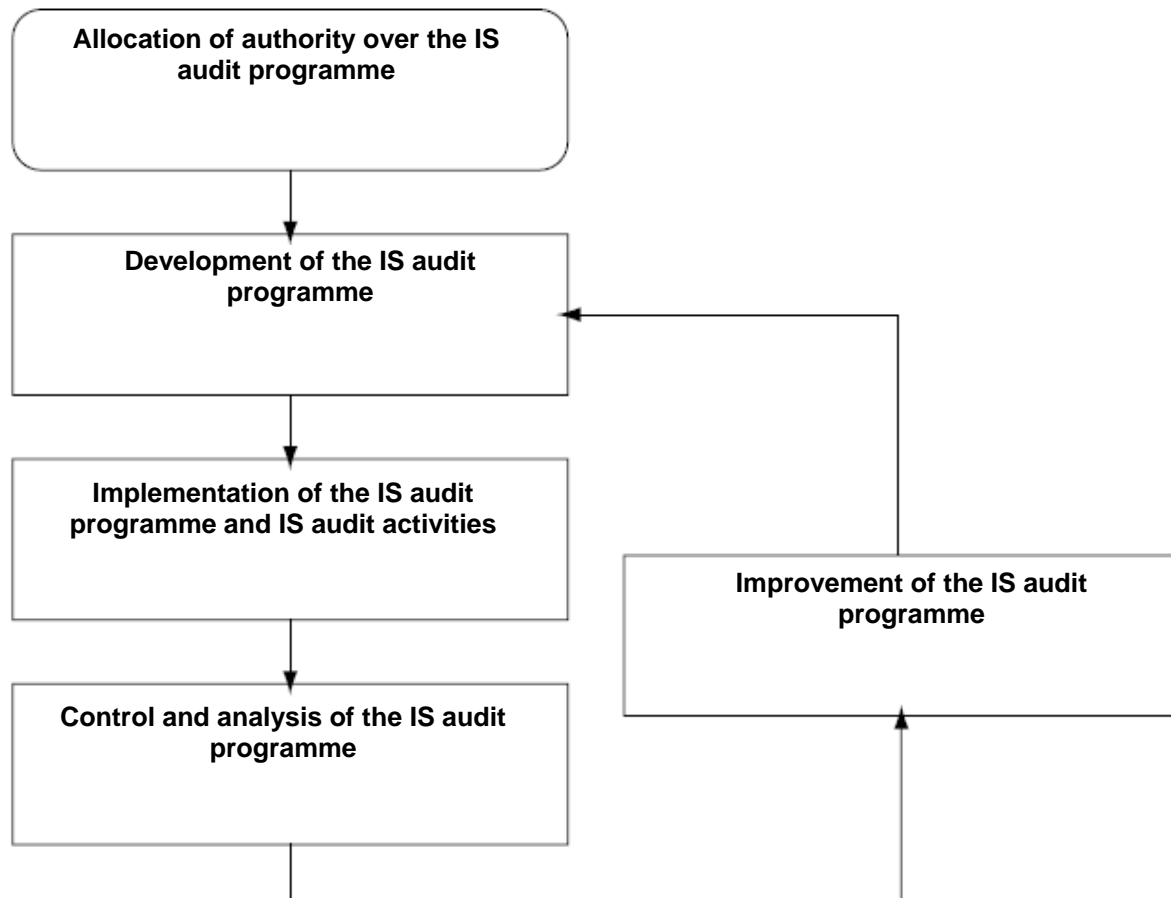 Allocation of authority over the IS
audit programme
Development of the IS audit
programme
Implementation of the IS audit
programme and IS audit activities
Improvement of the IS audit
programme
Control and analysis of the IS audit
programme